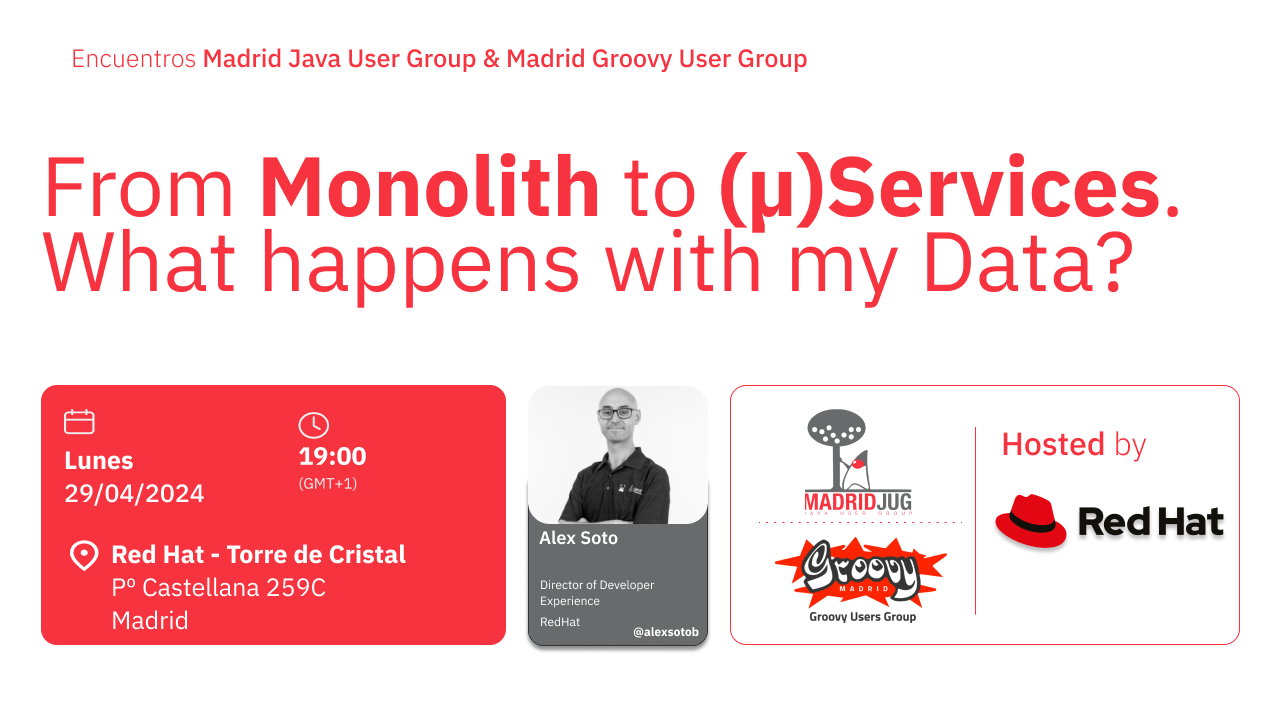 Encuentros Madrid Java User Group & Madrid Groovy User Group
From Monolith to (µ)Services.
What happens with my Data?
Lunes
29/04/2024
19:00
(GMT+1)
Red Hat - Torre de Cristal
Pº Castellana 259C
Madrid
Alex Soto
Director of Developer
Experience
RedHat
@alexsotob
MADRIDJUG
JAVA USER GROUP
Groovy
MADRID
Groovy Users Group
Hosted by
Red Hat